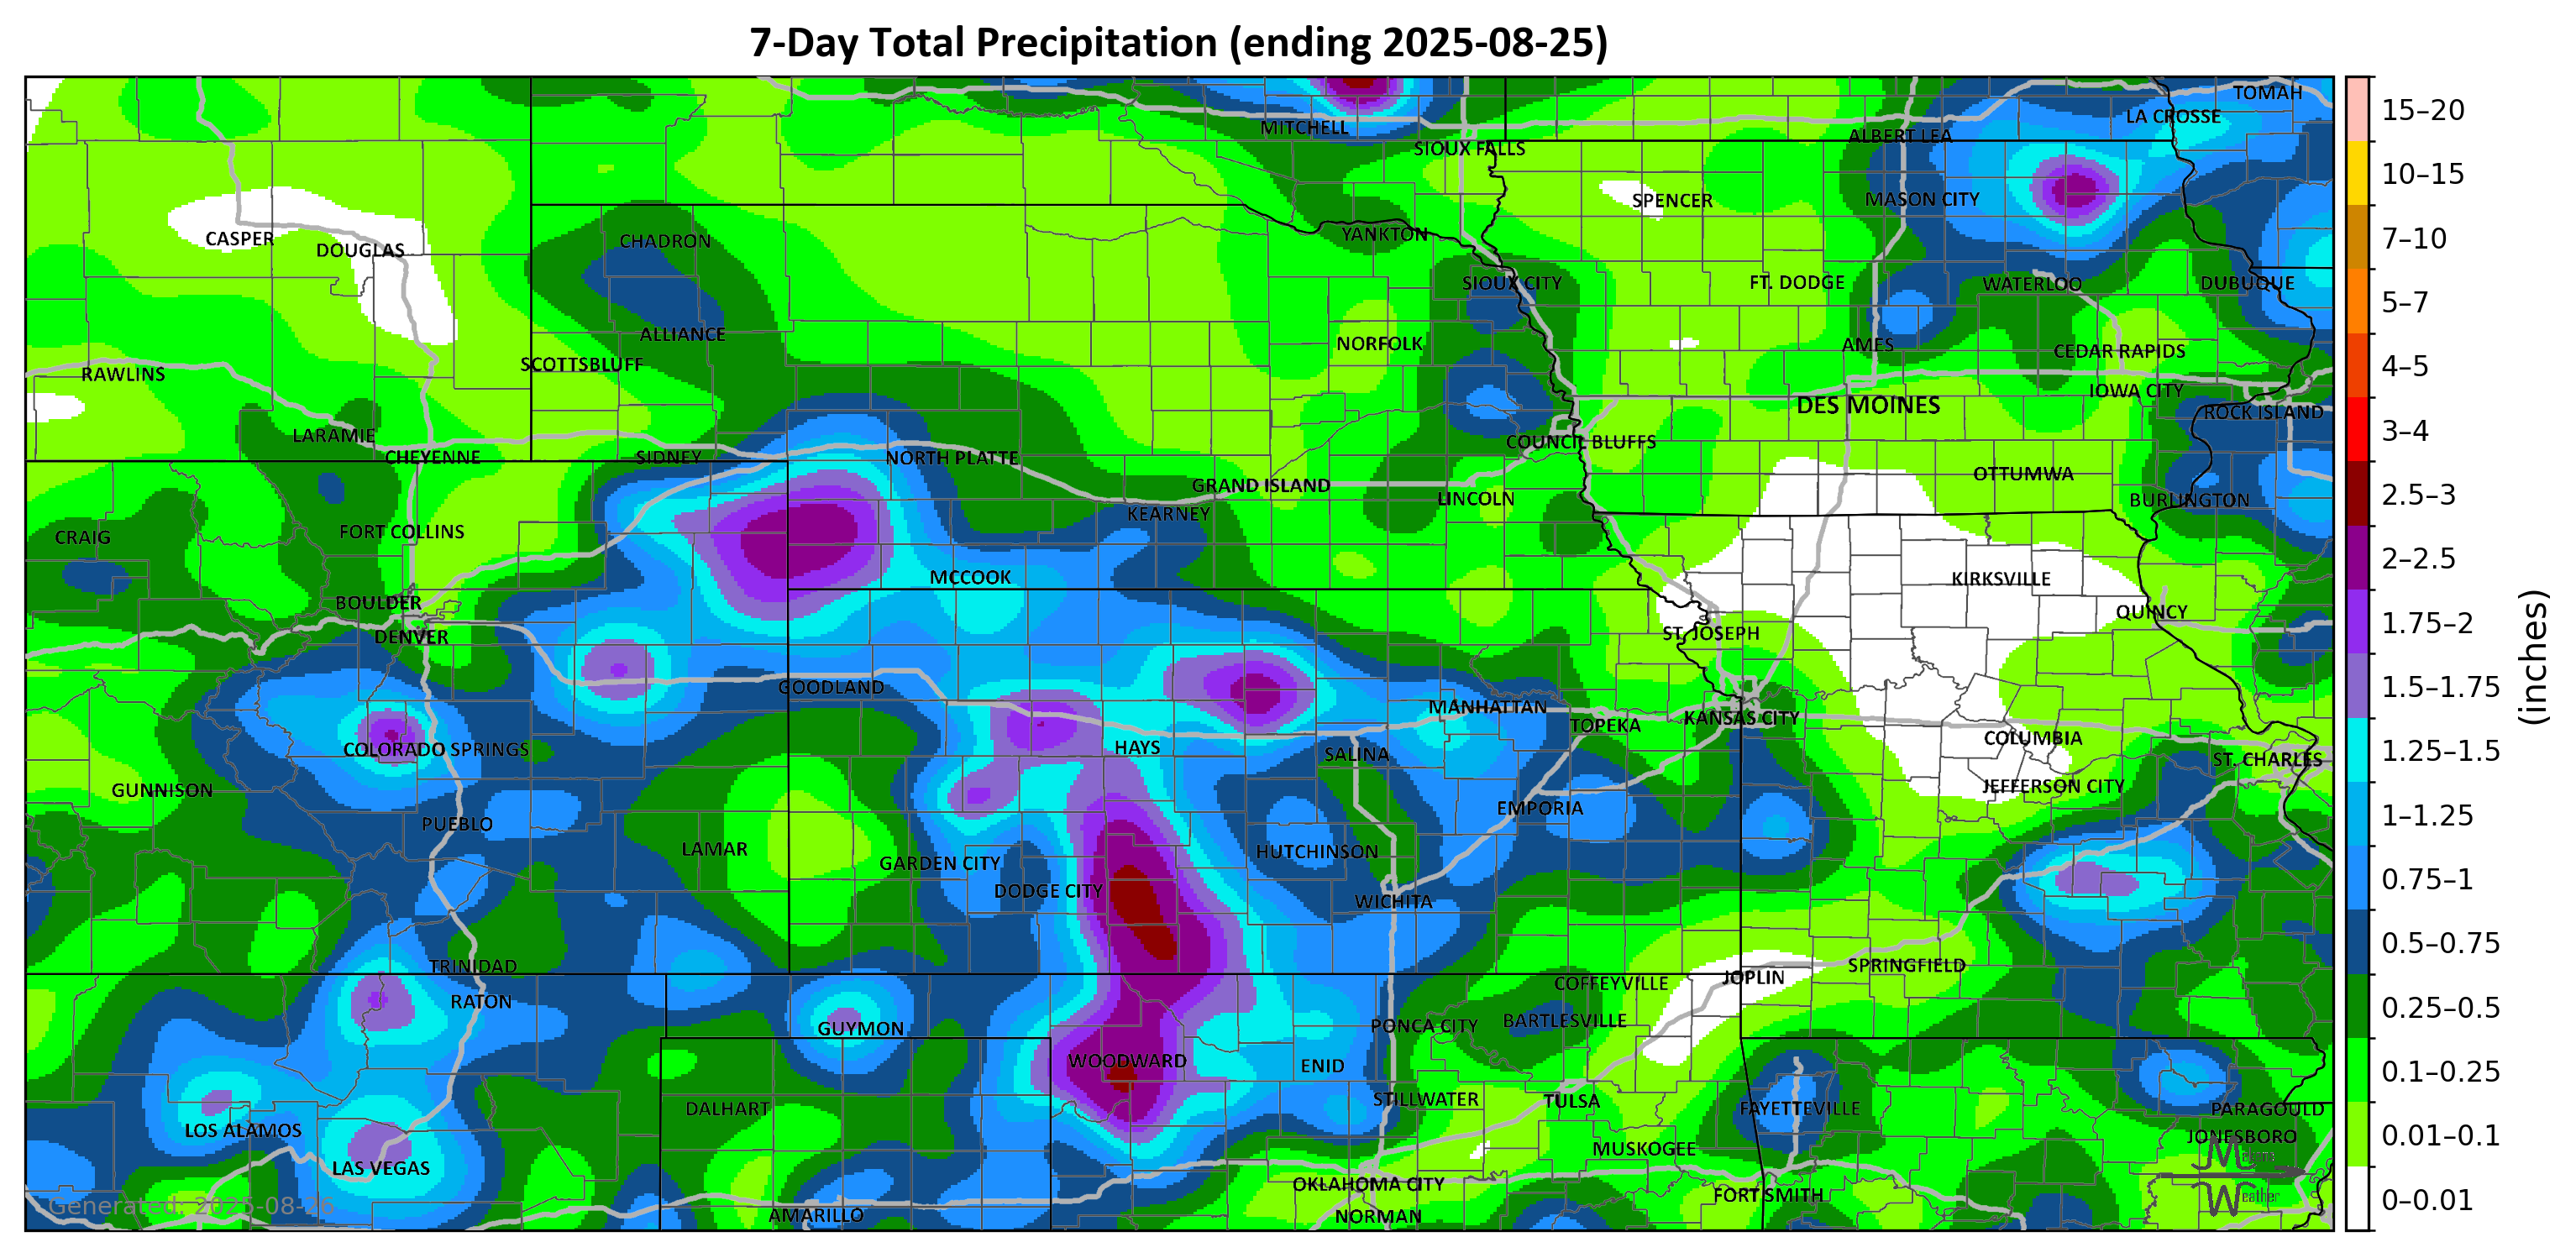 7-Day Total Precipitation (ending 2025-08-25)
TOMAH
LA CROSSE
MITCHELL
ALBERT LEA
SIOUX FALLS
SPENCER
MASON CITY
YANKTON
CASPER
CHADRON
DOUGLAS
SIOUX CITY
FT. DODGE
WATERLOO
DUBUQUE
ALLIANCE
NORFOLK
AMES
CEDAR RAPIDS
SCOTTSBLUFF
RAWLINS
IOWA CITY
DES MOINES
ROCK ISLAND
LARAMIE
COUNCIL BLUFFS
CHEYENNE
SIDNEY
NORTH PLATTE
OTTUMWA
GRAND ISLAND
LINCOLN
BURLINGTON
KEARNEY
FORT COLLINS
CRAIG
MCCOOK
KIRKSVILLE
BOULDER
QUINCY
DENVER
ST. JOSEPH
GOODLAND
MANHATTAN
KANSAS CITY
TOPEKA
COLUMBIA
COLORADO SPRINGS
HAYS
SALINA
ST. CHARLES
GUNNISON
JEFFERSON CITY
EMPORIA
PUEBLO
LAMAR
HUTCHINSON
GARDEN CITY
DODGE CITY
WICHITA
TRINIDAD
SPRINGFIELD
JOPLIN
COFFEYVILLE
RATON
BARTLESVILLE
PONCA CITY
GUYMON
WOODWARD
ENID
STILLWATER
TULSA
DALHART
FAYETTEVILLE
PARAGOULD
LOS ALAMOS
JONESBORO
MUSKOGEE
LAS VEGAS
OKLAHOMA CITY
FORT SMITH
AMARILLO
NORMAN
Generated: 2025-08-26
Weather
15–20
10–15
7–10
5–7
4–5
3–4
2.5–3
2–2.5
1.75–2
1.5–1.75
1.25–1.5
1–1.25
0.75–1
0.5–0.75
0.25–0.5
0.1–0.25
0.01–0.1
0–0.01
(inches)